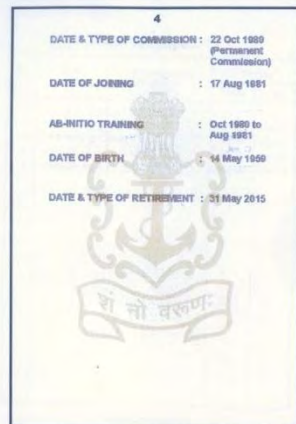 4
DATE & TYPE OF COMMISSION : 22 Oct 1989
(Permanent
Commission)
DATE OF JOINING : 17 Aug 1981
AB-INITIO TRAINING : Oct 1980 to
Aug 1981
DATE OF BIRTH : 14 May 1959
DATE & TYPE OF RETIREMENT : 31 May 2015
शं नो वरुणः